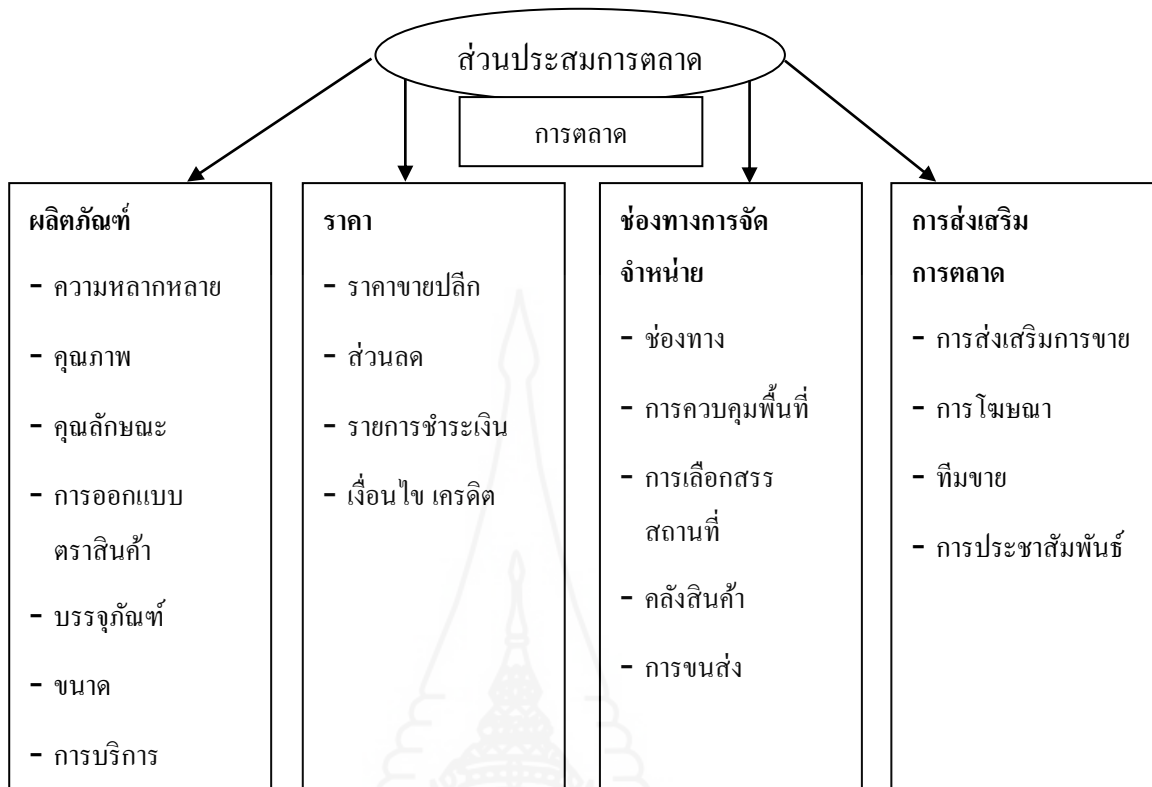 ส่วนประสมการตลาด
การตลาด
ผลิตภัณฑ์
- ความหลากหลาย
- คุณภาพ
- คุณลักษณะ
- การออกแบบ
ตราสินค้า
- บรรจุภัณฑ์
- ขนาด
- การบริการ
ราคา
- ราคาขายปลีก
- ส่วนลด
- รายการชำระเงิน
- เงื่อนไข เครดิต
ช่องทางการจัด
จำหน่าย
- ช่องทาง
- การควบคุมพื้นที่
- การเลือกสรร
สถานที่
- คลังสินค้า
- การขนส่ง
การส่งเสริม
การตลาด
- การส่งเสริมการขาย
- การโฆษณา
- ทีมขาย
- การประชาสัมพันธ์